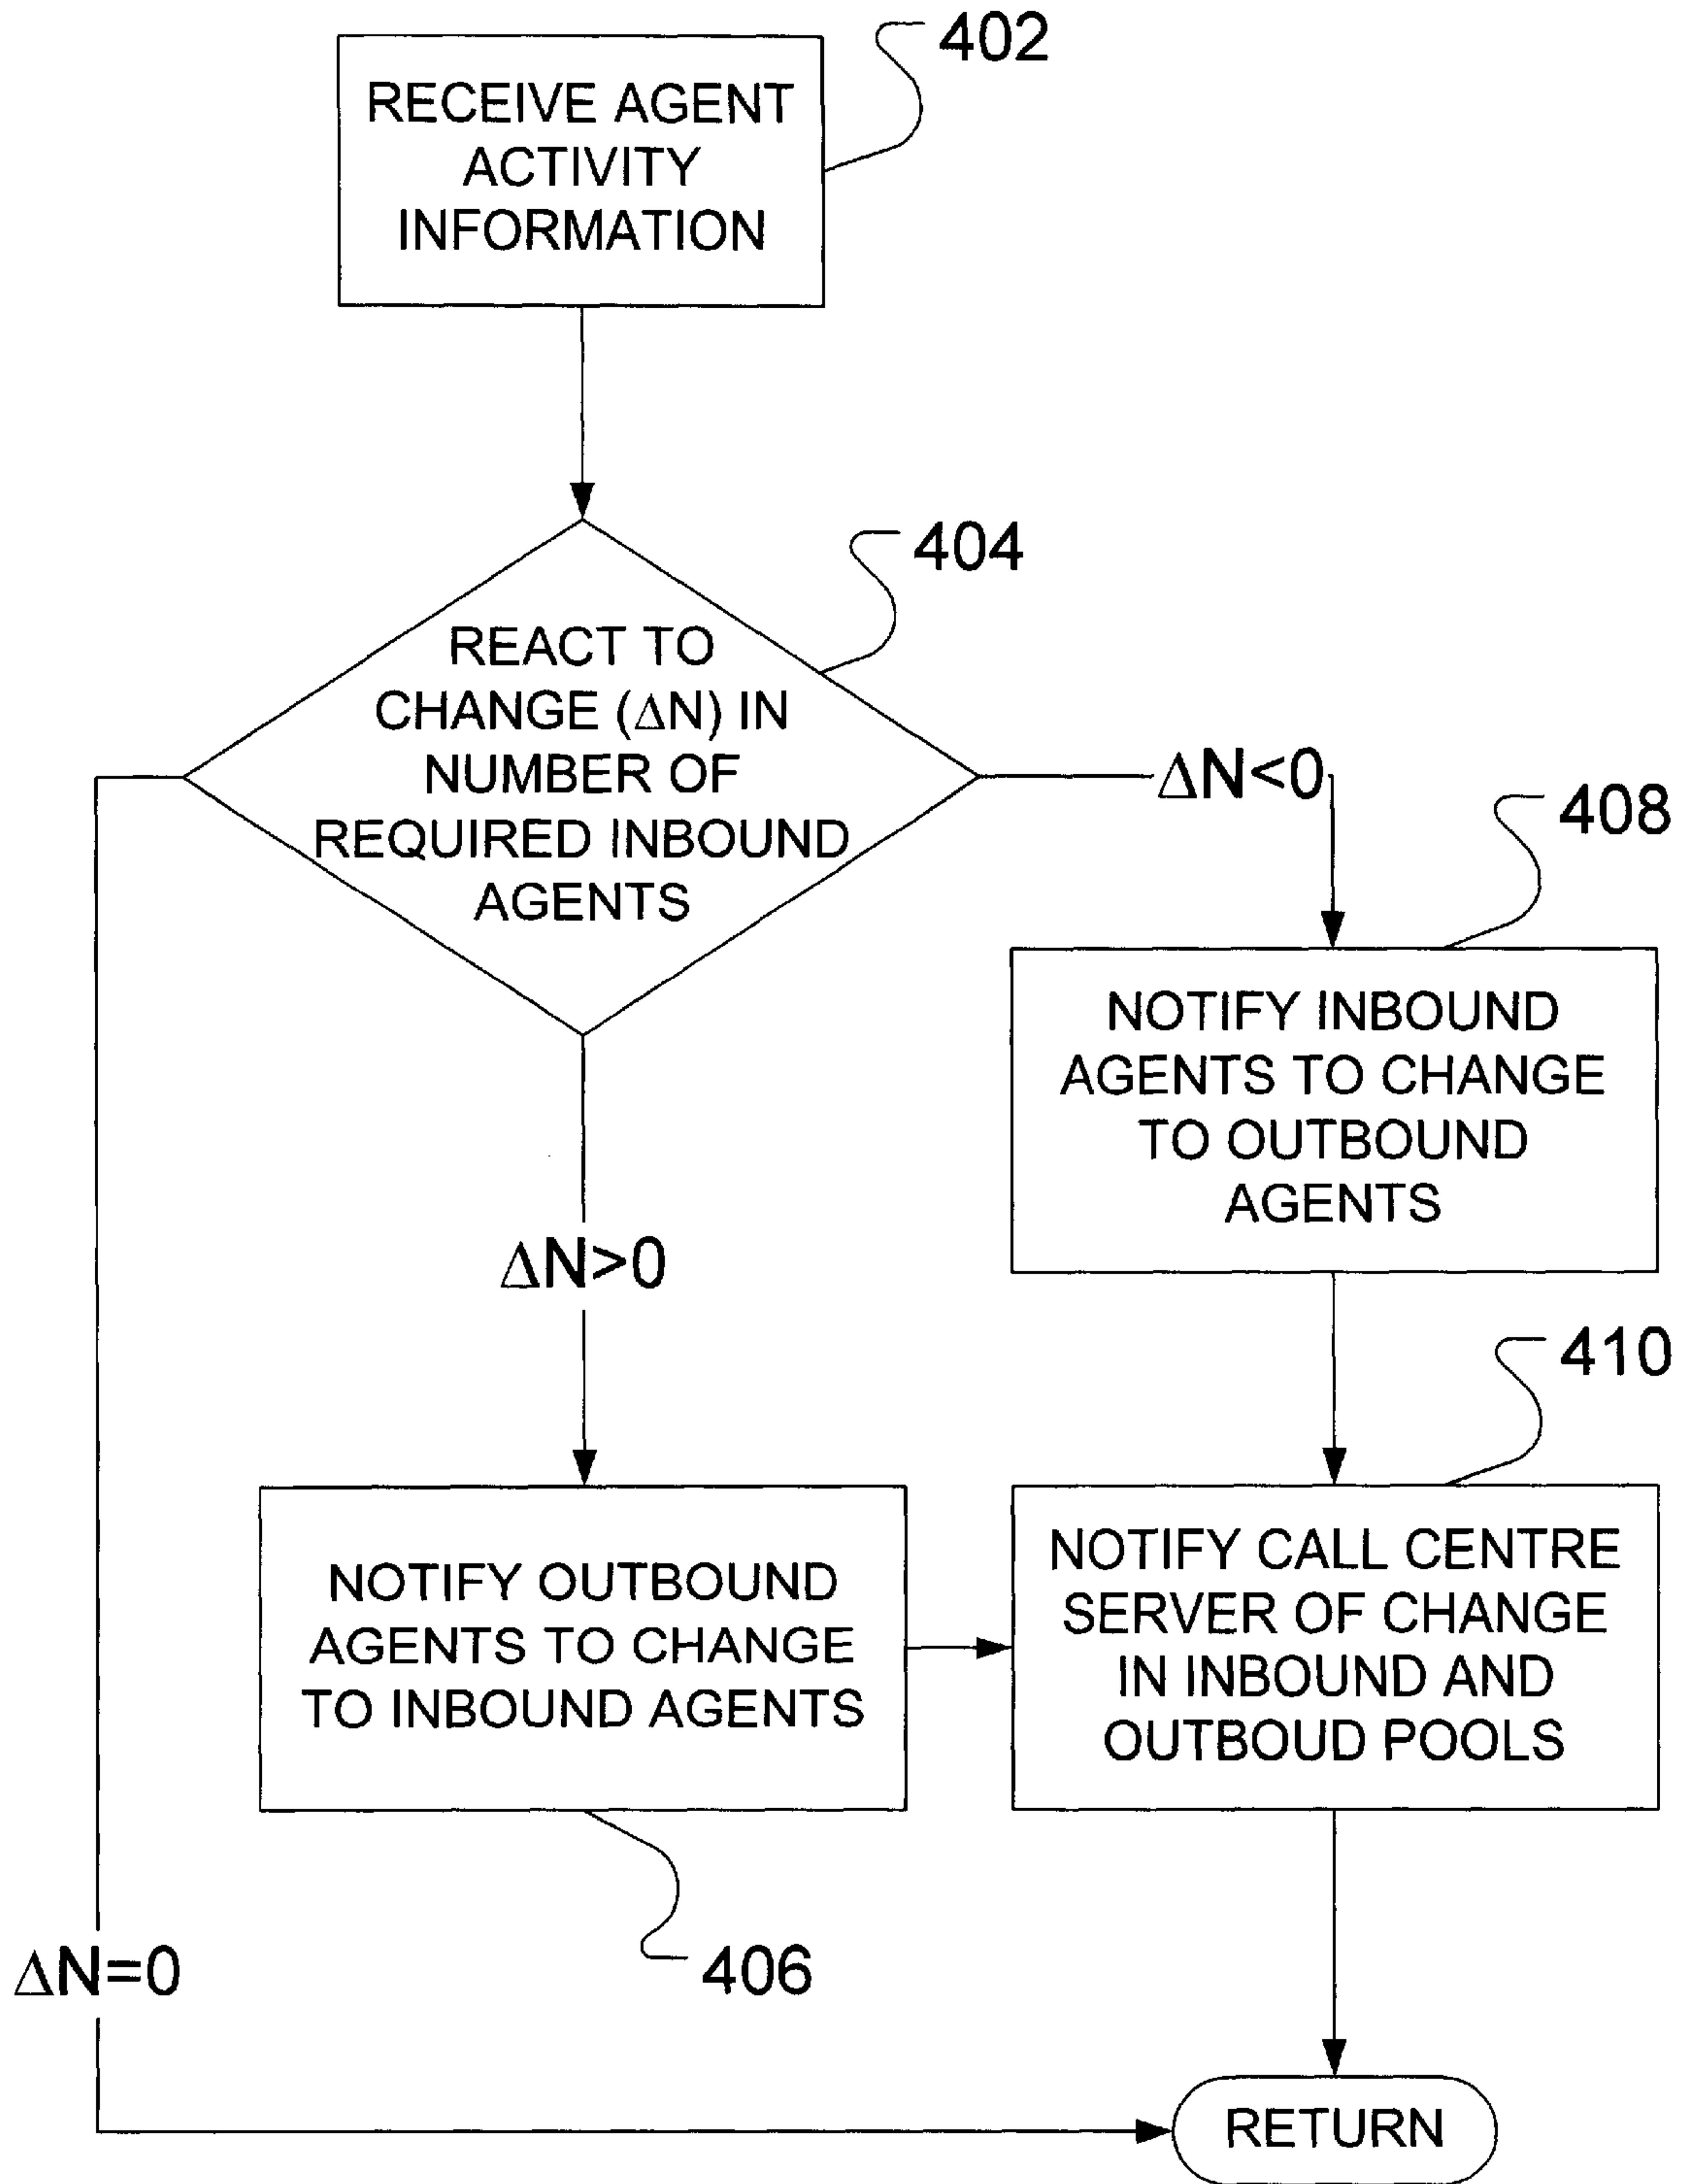 402
RECEIVE AGENT
ACTIVITY
INFORMATION
404
REACT TO
CHANGE (ΔN) IN
NUMBER OF
REQUIRED INBOUND
AGENTS
ΔN<0
408
NOTIFY INBOUND
AGENTS TO CHANGE
TO OUTBOUND
AGENTS
ΔN>0
410
NOTIFY OUTBOUND
AGENTS TO CHANGE
TO INBOUND AGENTS
NOTIFY CALL CENTRE
SERVER OF CHANGE
IN INBOUND AND
OUTBOUD POOLS
406
ΔN=0
RETURN